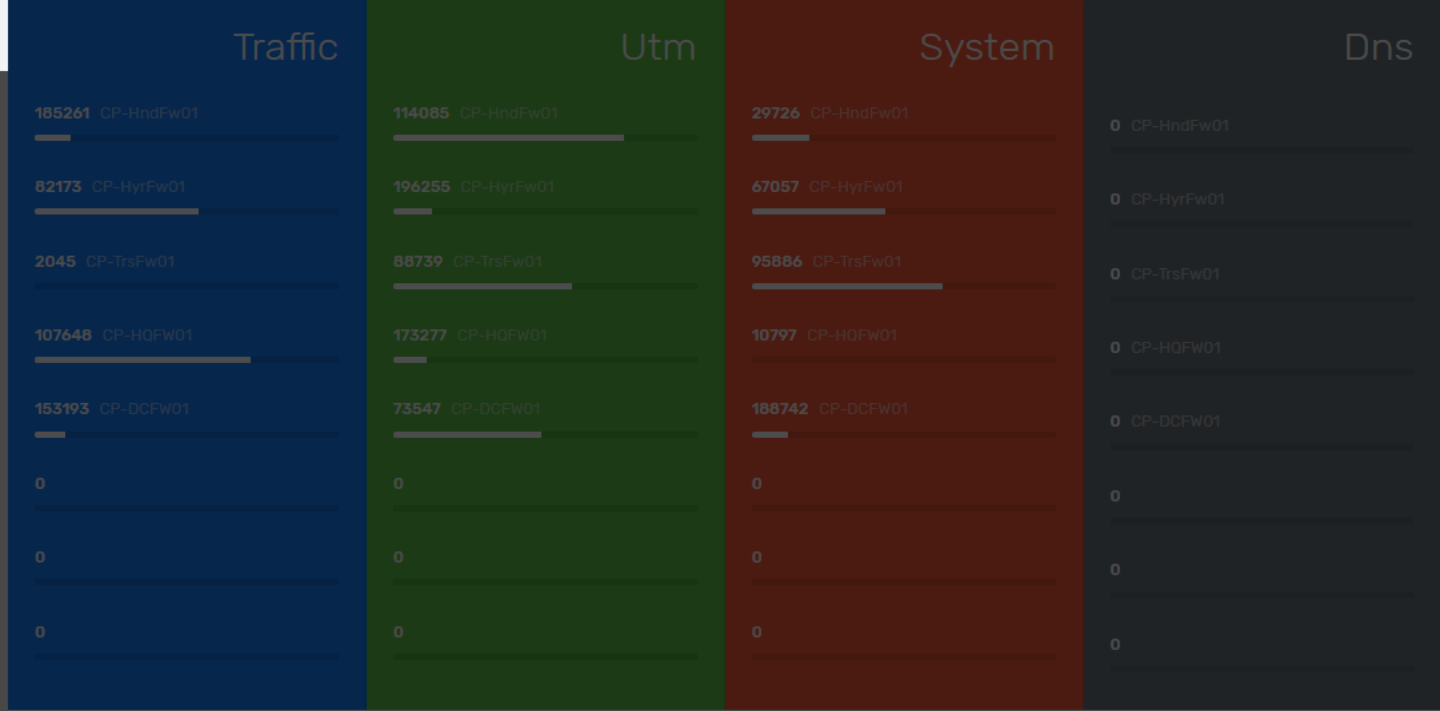 Traffic
185261 CP-HndFw01
82173 CP-HyrFw01
2045 CP-TrsFw01
107648 CP-HQFW01
153193 CP-DCFW01
0
0
0
Utm
114085 CP-HndFw01
196255 CP-HyrFw01
88739 CP-TrsFw01
173277 CP-HQFW01
73547 CP-DCFW01
0
0
0
System
29726 CP-HndFw01
67057 CP-HyrFw01
95886 CP-TrsFw01
10797 CP-HQFW01
188742 CP-DCFW01
0
0
0
Dns
0 CP-HndFw01
0 CP-HyrFw01
0 CP-TrsFw01
0 CP-HQFW01
0 CP-DCFW01
0
0
0